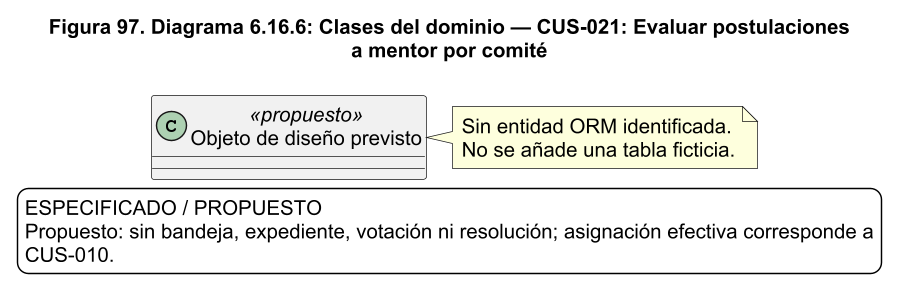 Figura 97. Diagrama 6.16.6: Clases del dominio — CUS-021: Evaluar postulaciones
a mentor por comité
C
«propuesto»
Objeto de diseño previsto
Sin entidad ORM identificada.
No se añade una tabla ficticia.
ESPECIFICADO / PROPUESTO
Propuesto: sin bandeja, expediente, votación ni resolución; asignación efectiva corresponde a
CUS-010.